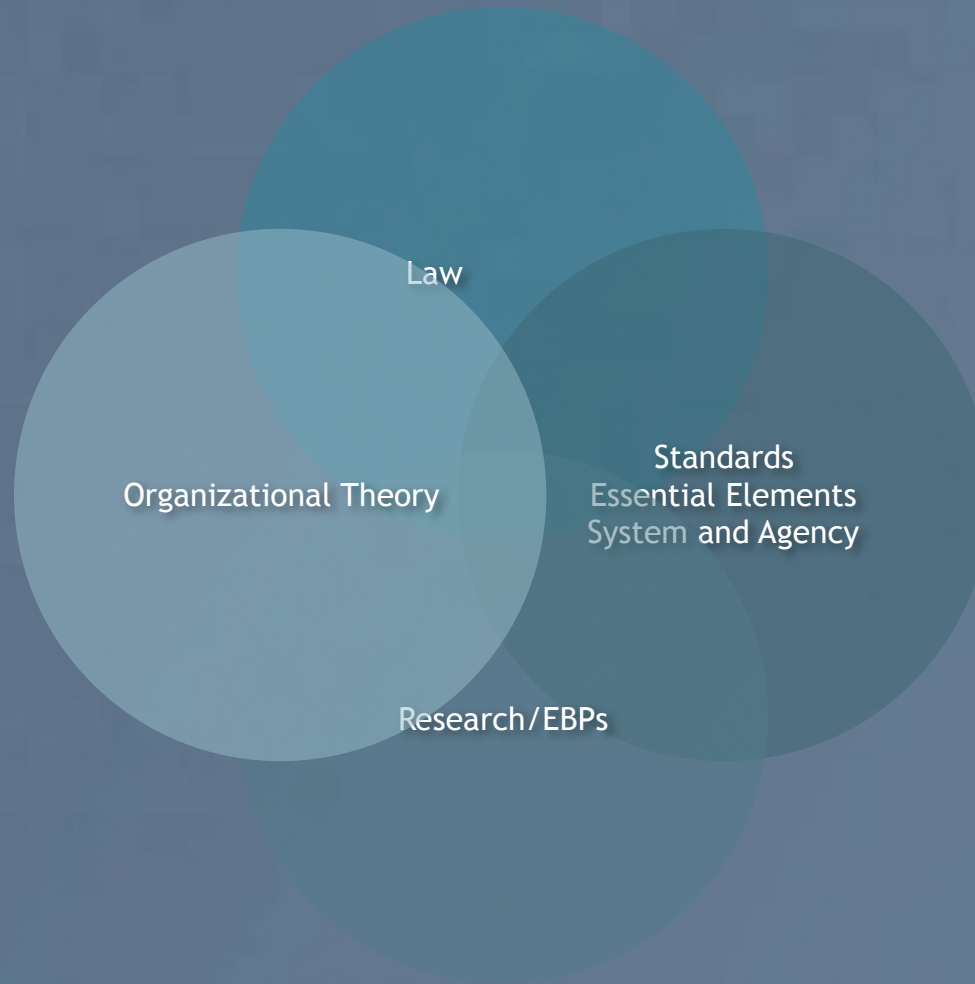 Law
Organizational Theory
Standards
Essential Elements
System and Agency
Research/EBPs